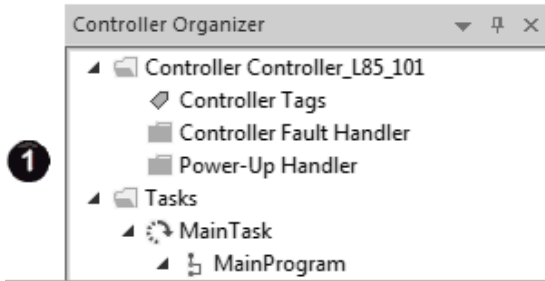 Controller Organizer
Controller Controller_L85_101
Controller Tags
Controller Fault Handler
1
Power-Up Handler
Tasks
MainTask
MainProgram